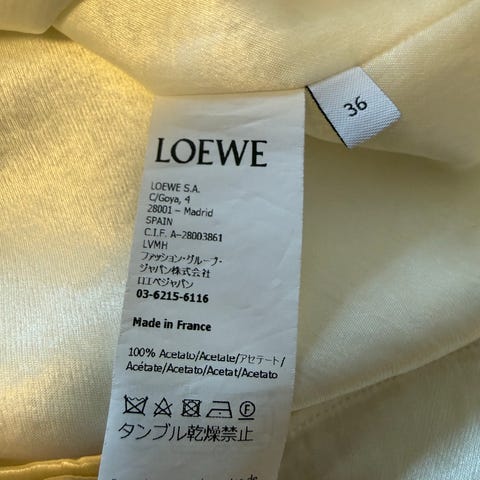 36
LOEWE
LOEWE S.A.
C/Goya, 4
28001 – Madrid
SPAIN
C.I.F. A-28003861
LVMH
ファッション・グループ・
ジャパン株式会社
ロエベジャパン
03-6215-6116
Made in France
100% Acetato/Acetate/アセテート/
Acétate/Acetato/Acetat/Acetato
タンブル乾燥禁止